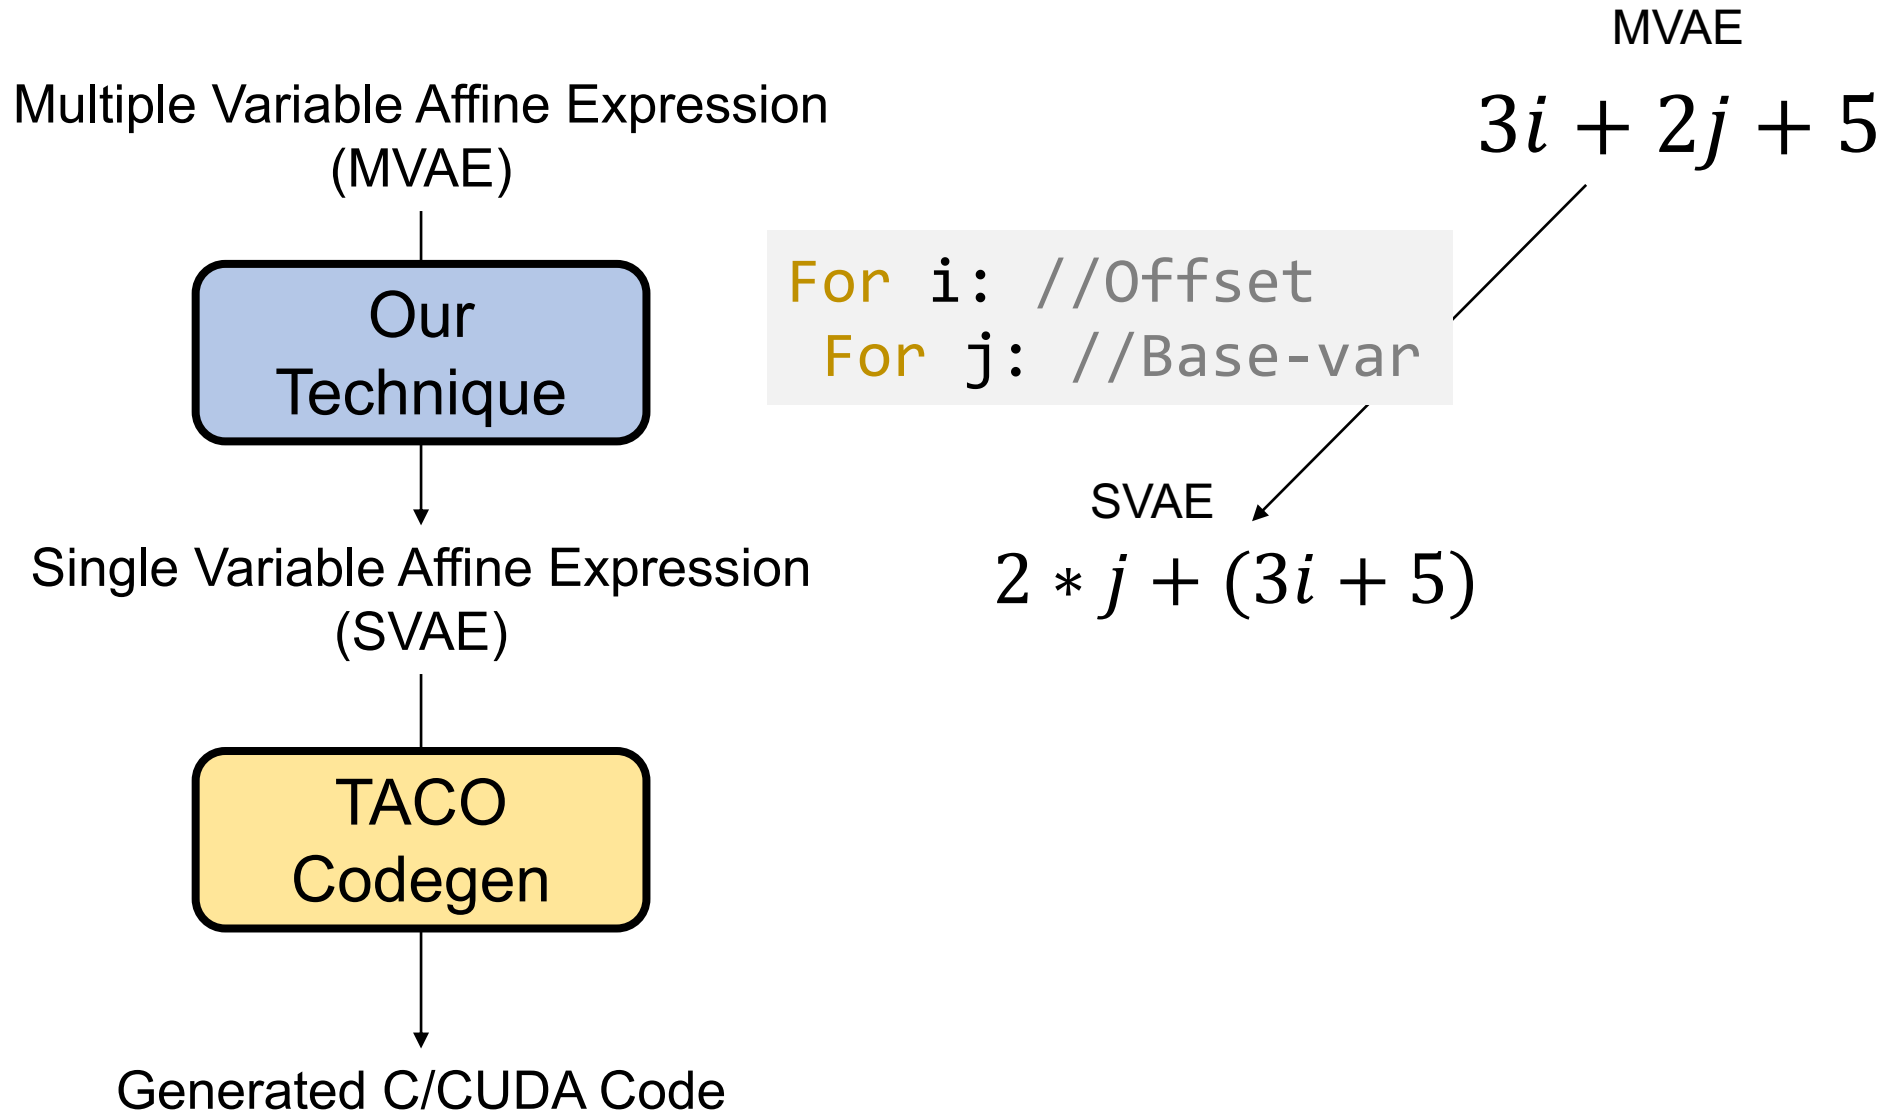 Multiple Variable Affine Expression
(MVAE)
Our
Technique
Single Variable Affine Expression
(SVAE)
TACO
Codegen
Generated C/CUDA Code
MVAE
3i + 2j + 5
For i: //Offset
For j: //Base-var
SVAE
2 * j + (3i + 5)